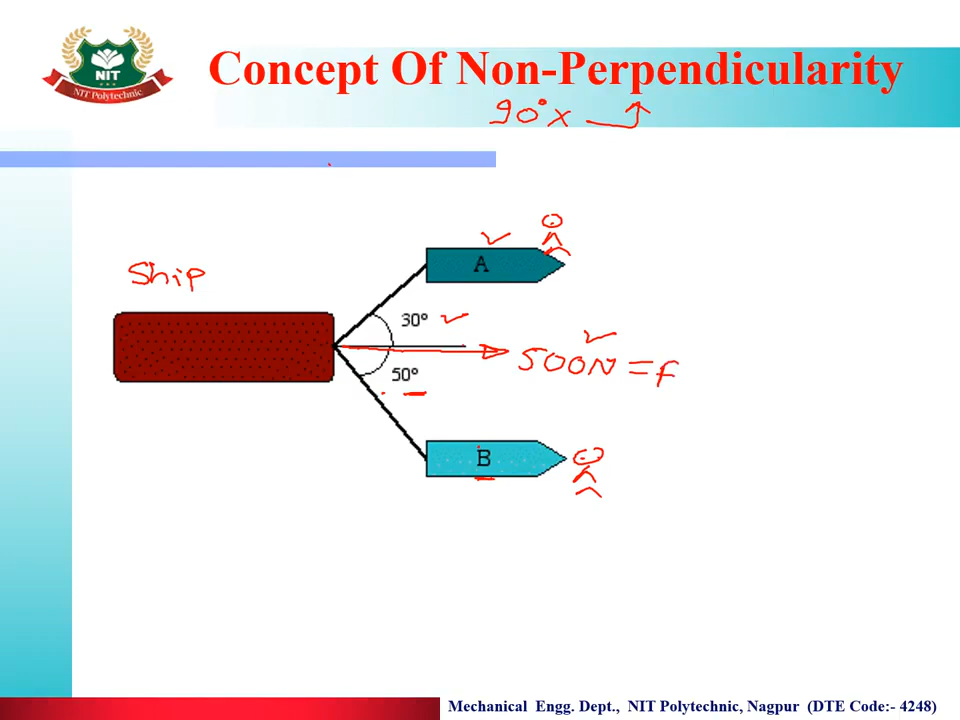 NIT
NIT Polytechnic
Concept Of Non-Perpendicularity
90° x
Ship
A
30°
500N = F
50°
B
Mechanical Engg. Dept., NIT Polytechnic, Nagpur (DTE Code:- 4248)